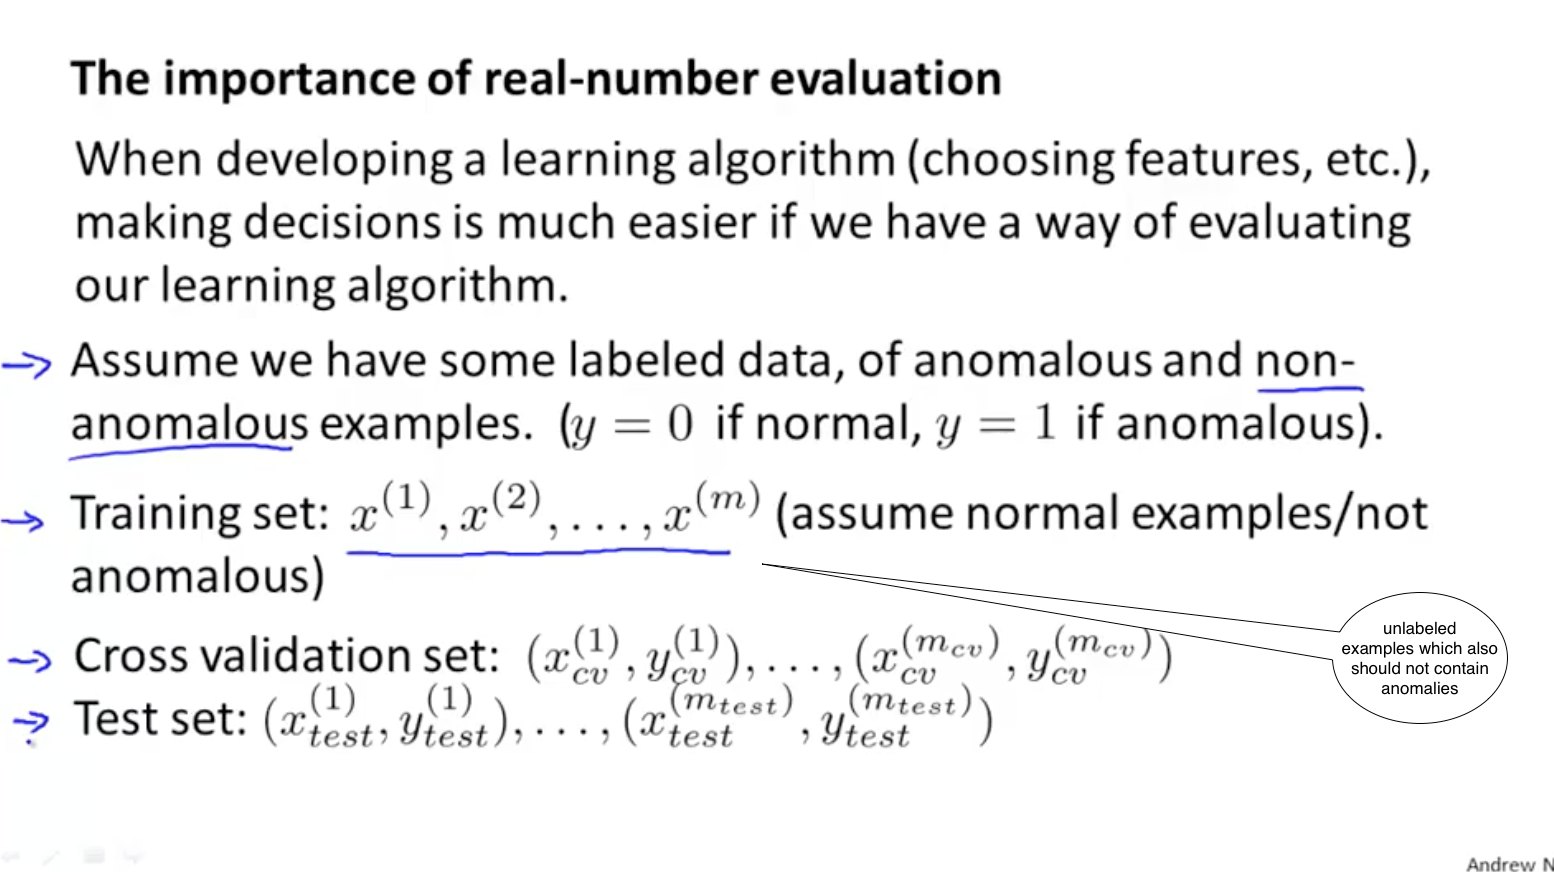 The importance of real-number evaluation
When developing a learning algorithm (choosing features, etc.),
making decisions is much easier if we have a way of evaluating
our learning algorithm.
Assume we have some labeled data, of anomalous and non-
anomalous examples. (y = 0 if normal, y = 1 if anomalous).
Training set: x^{(1)}, x^{(2)}, . . . , x^{(m)} (assume normal examples/not
anomalous)
Cross validation set: (x_{cv}^{(1)}, y_{cv}^{(1)}), . . . , (x_{cv}^{(m_{cv})}, y_{cv}^{(m_{cv})})
Test set: (x_{test}^{(1)}, y_{test}^{(1)}), . . . , (x_{test}^{(m_{test})}, y_{test}^{(m_{test})})
unlabeled
examples which also
should not contain
anomalies
Andrew N